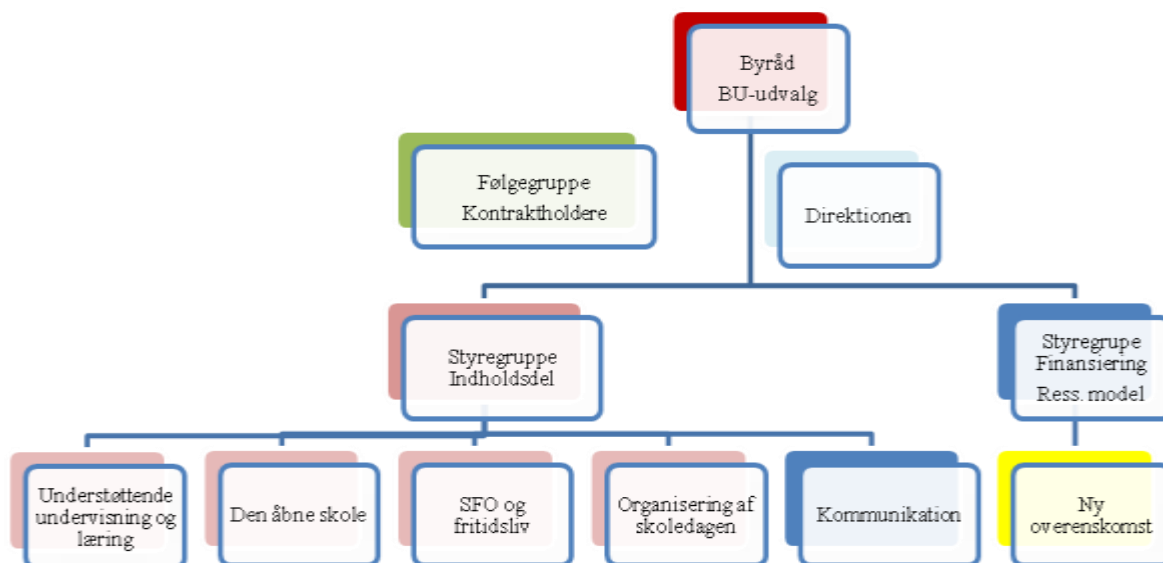 Byråd
BU-udvalg
Følgegruppe
Kontraktholdere
Direktionen
Styregruppe
Indholdsdel
Styregrupe
Finansiering
Ress. model
Understøttende
undervisning og
læring
Den åbne skole
SFO og
fritidsliv
Organisering af
skoledagen
Kommunikation
Ny
overenskomst